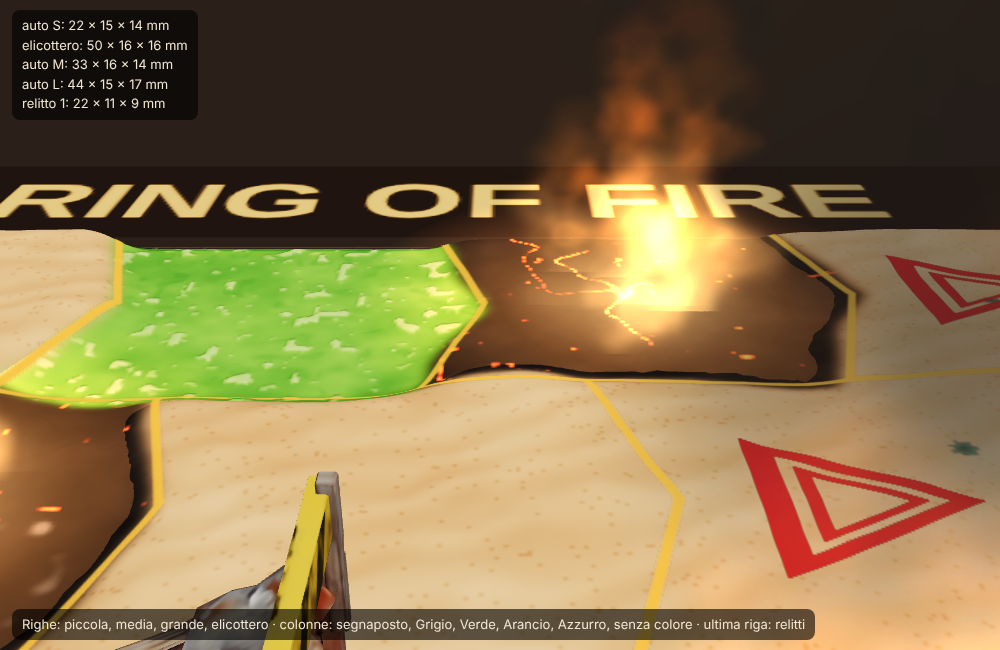 auto S: 22 × 15 × 14 mm
elicottero: 50 × 16 × 16 mm
auto M: 33 × 16 × 14 mm
auto L: 44 × 15 × 17 mm
relitto 1: 22 × 11 × 9 mm
RING OF FIRE
Righe: piccola, media, grande, elicottero · colonne: segnaposto, Grigio, Verde, Arancio, Azzurro, senza colore · ultima riga: relitti